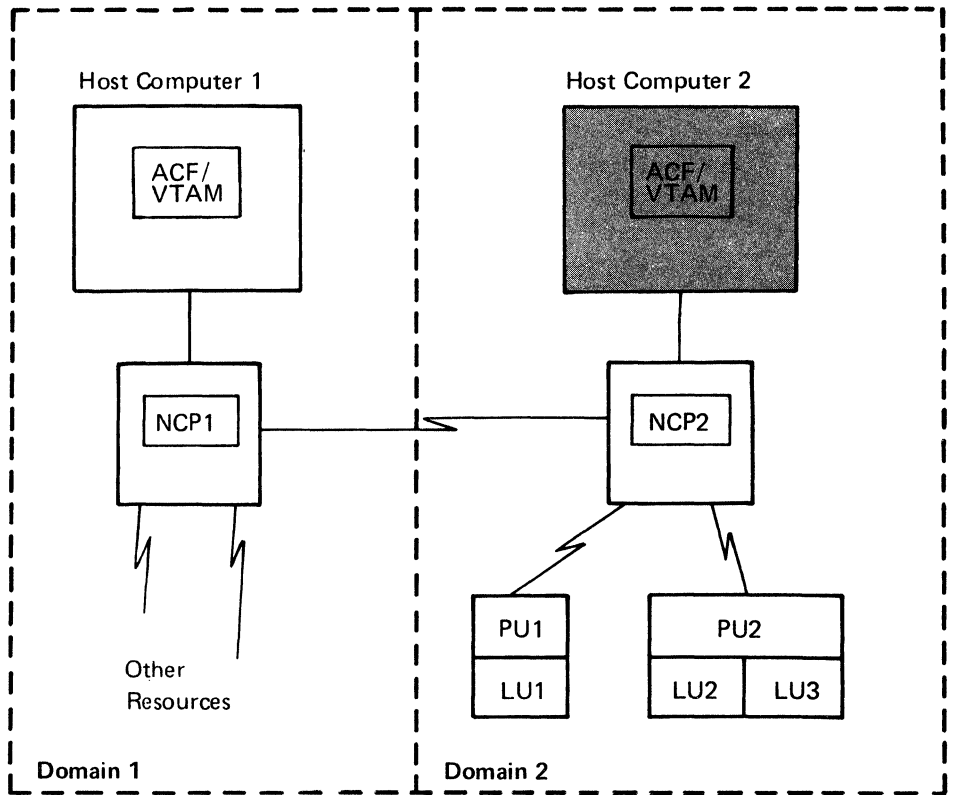 Host Computer 1
Host Computer 2
ACF/
VTAM
ACF/
VTAM
NCP1
NCP2
PU1
PU2
LU1
LU2
LU3
Other
Resources
Domain 1
Domain 2